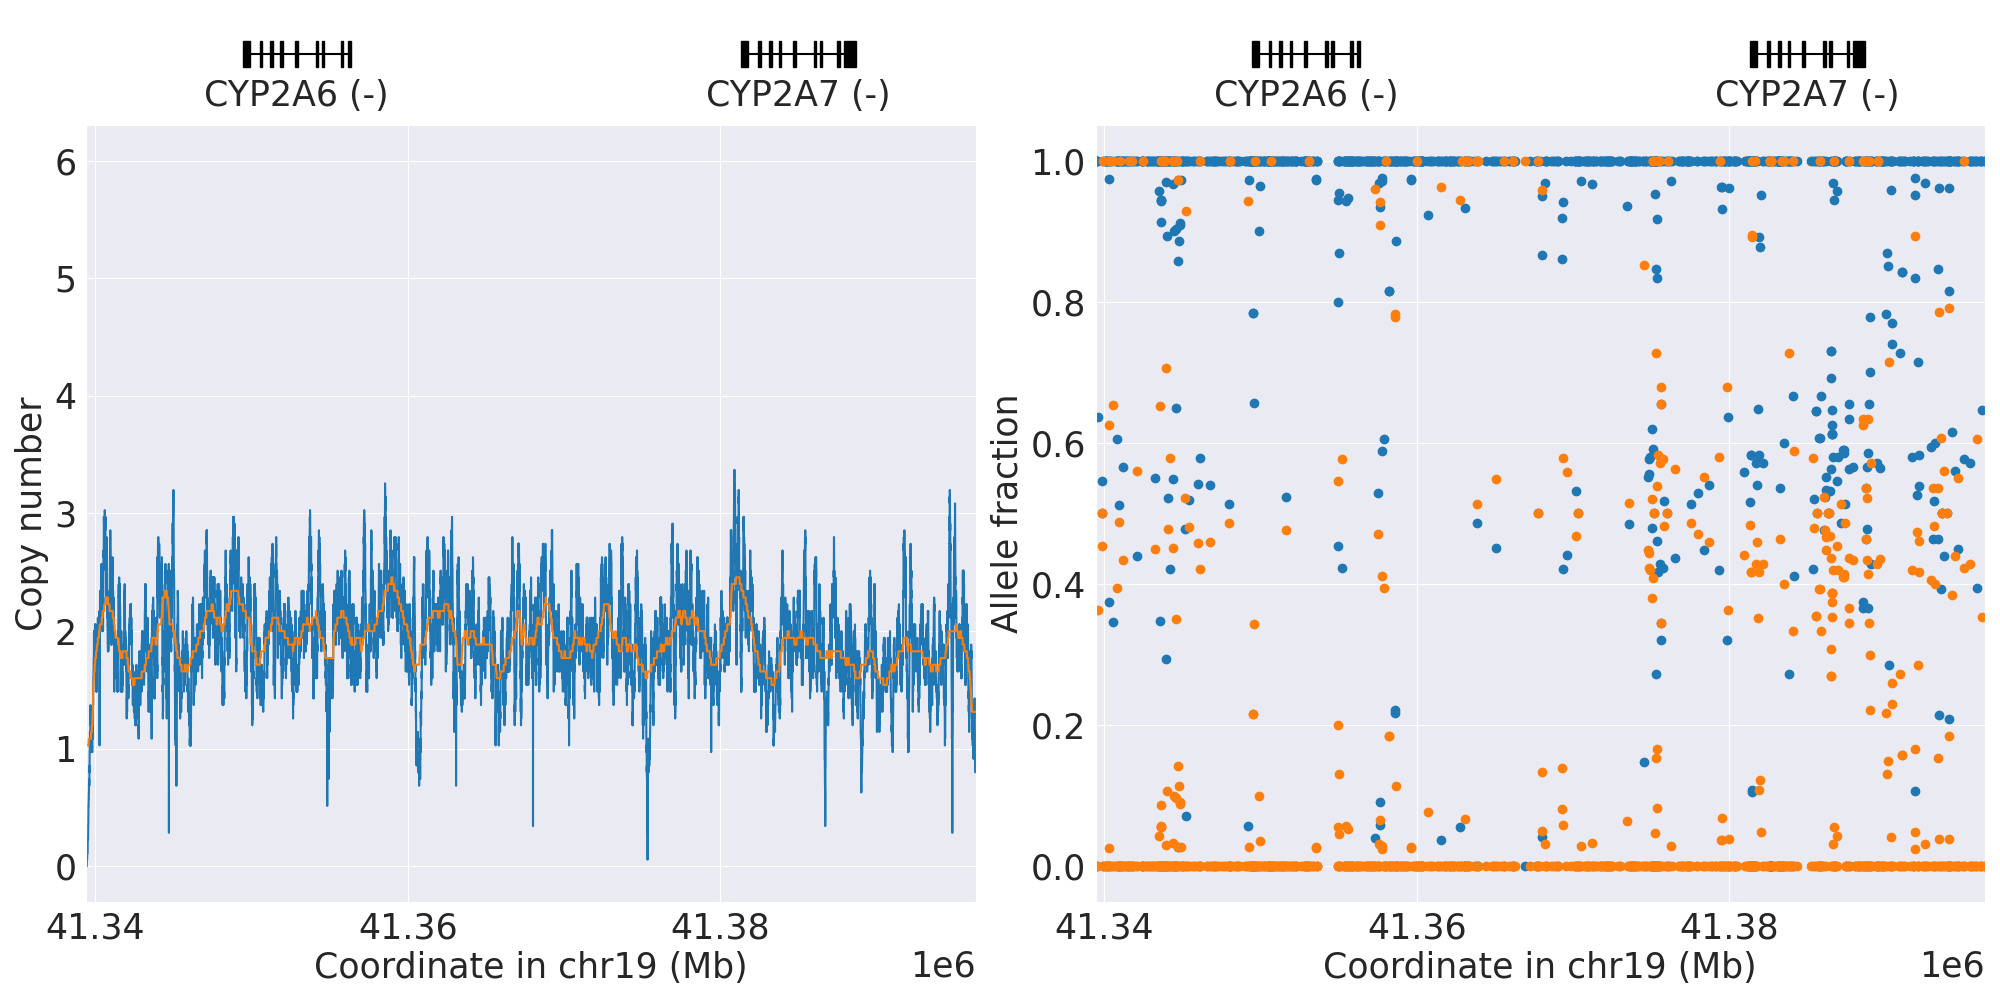 CYP2A6 (-)
CYP2A7 (-)
6
5
4
3
2
1
0
Copy number
41.34
41.36
41.38
Coordinate in chr19 (Mb)
1e6
CYP2A6 (-)
CYP2A7 (-)
1.0
0.8
0.6
0.4
0.2
0.0
Allele fraction
41.34
41.36
41.38
Coordinate in chr19 (Mb)
1e6